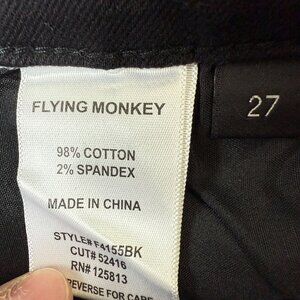 FLYING MONKEY
98% COTTON
2% SPANDEX
MADE IN CHINA
STYLE# F4155BK
CUT# 52416
RN# 125813
REVERSE FOR CARE
27